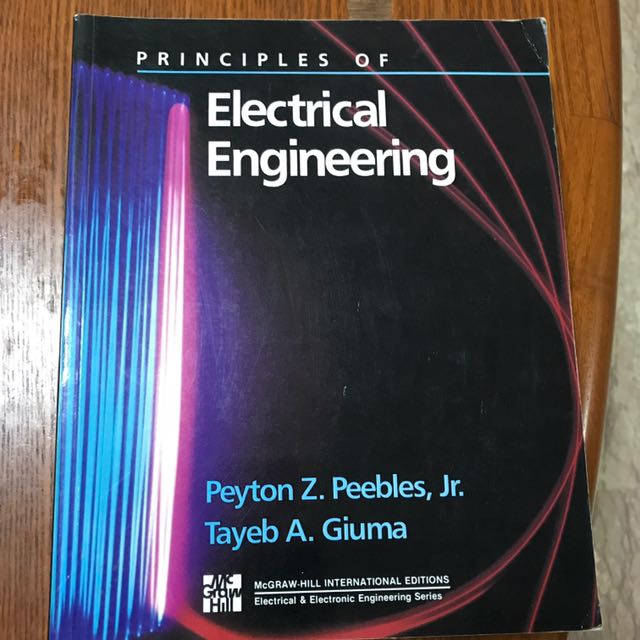 PRINCIPLES OF
Electrical
Engineering
Peyton Z. Peebles, Jr.
Tayeb A. Giuma
Mc
Graw
Hill
McGRAW-HILL INTERNATIONAL EDITIONS
Electrical & Electronic Engineering Series